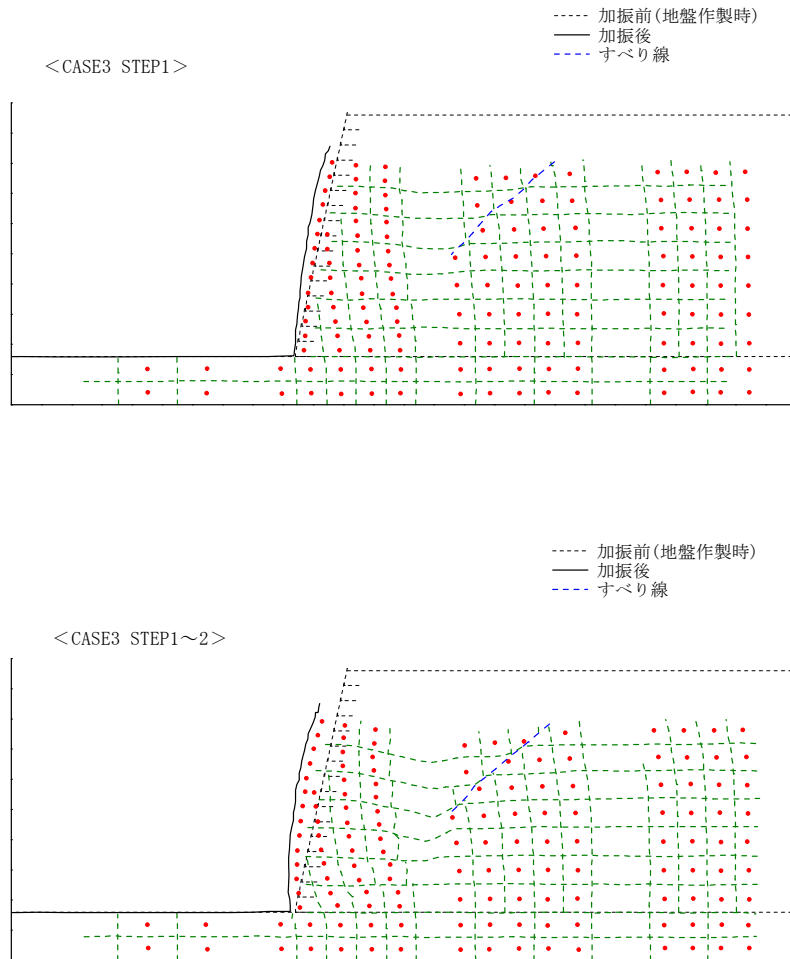 加振前(地盤作製時)
加振後
すべり線
＜CASE3 STEP1＞
加振前(地盤作製時)
加振後
すべり線
＜CASE3 STEP1～2＞